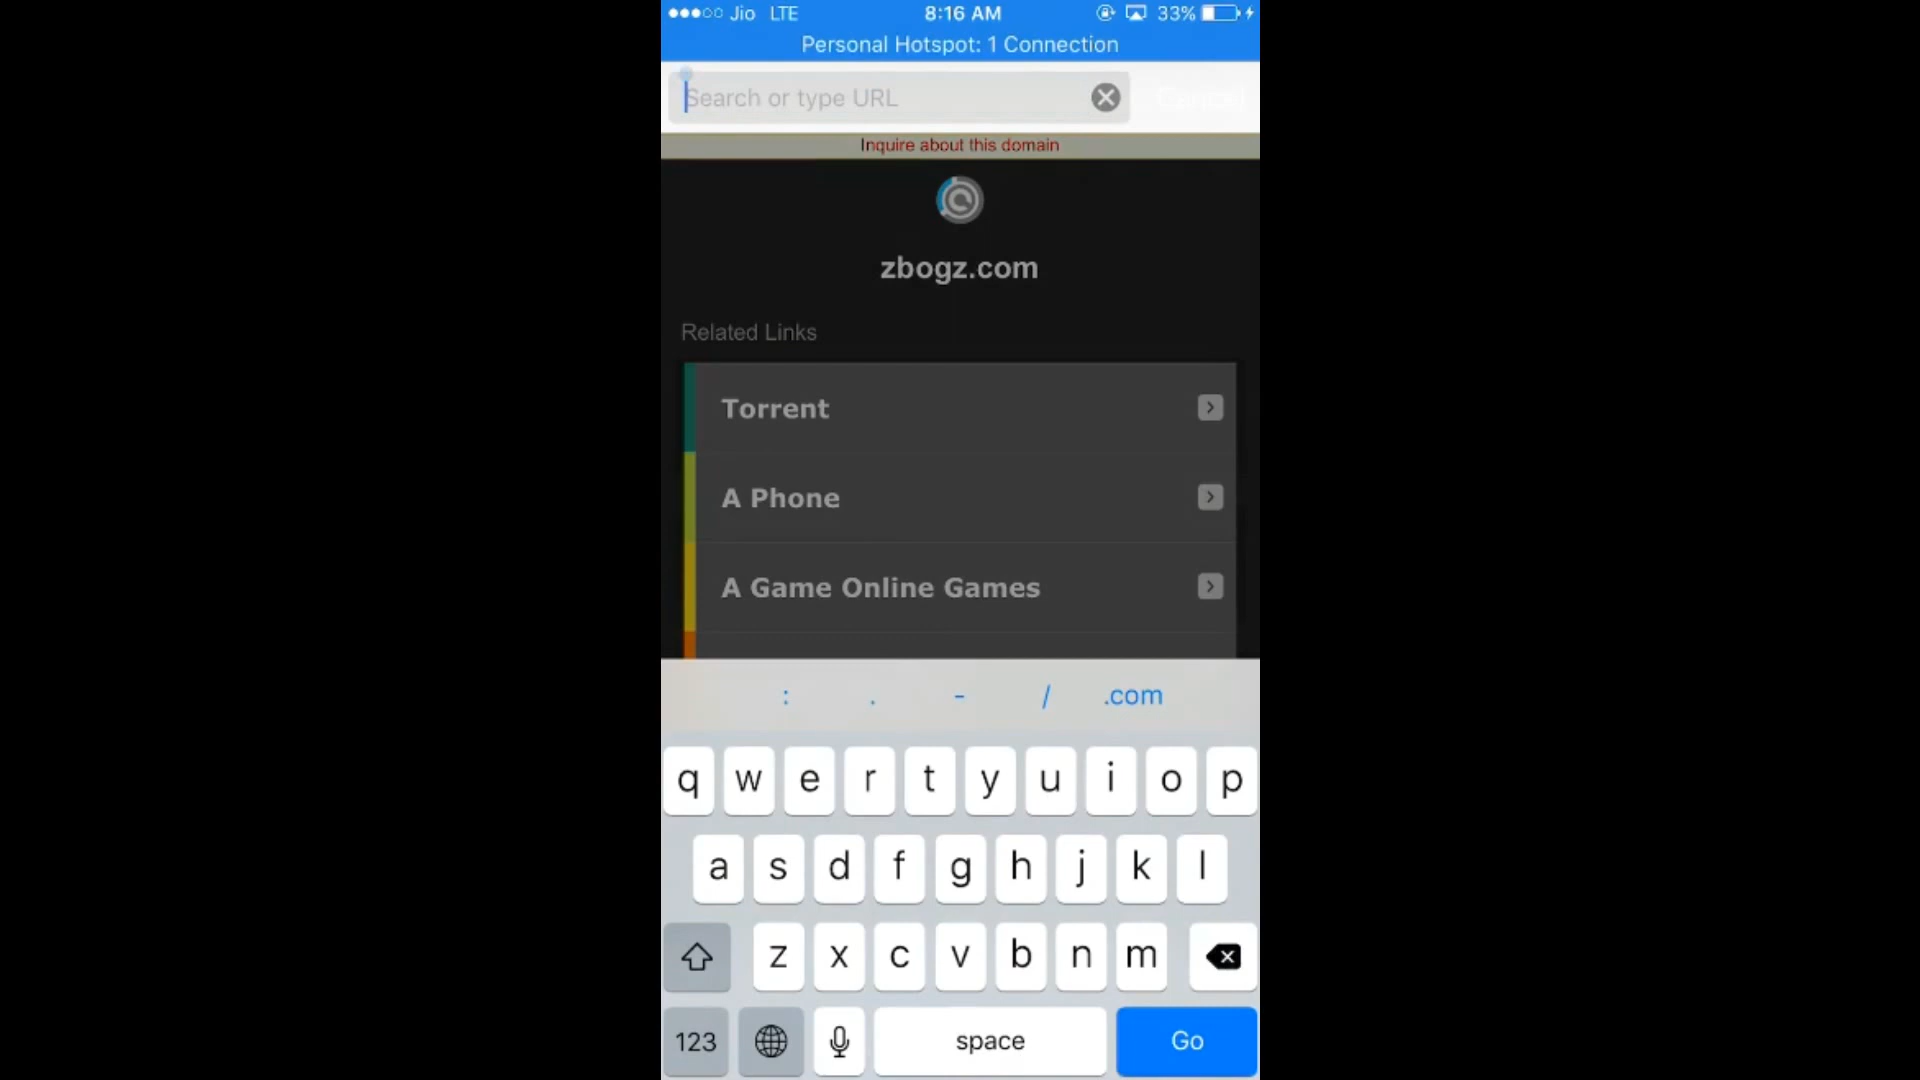 Jio LTE 8:16 AM 33%
Personal Hotspot: 1 Connection
Search or type URL Cancel
Inquire about this domain
zbogz.com
Related Links
Torrent
A Phone
A Game Online Games
: . - / .com
q w e r t y u i o p
a s d f g h j k l
z x c v b n m
123 space Go